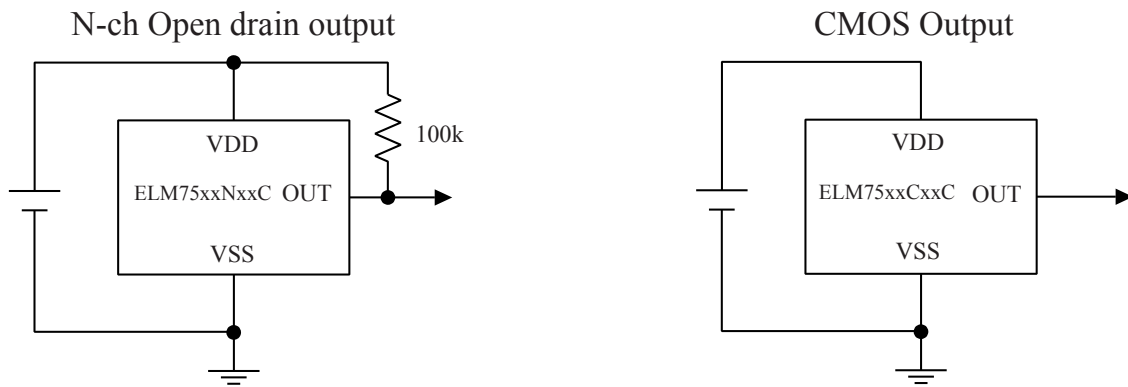 N-ch Open drain output
VDD
100k
ELM75xxNxxC OUT
VSS
CMOS Output
VDD
ELM75xxCxxC OUT
VSS